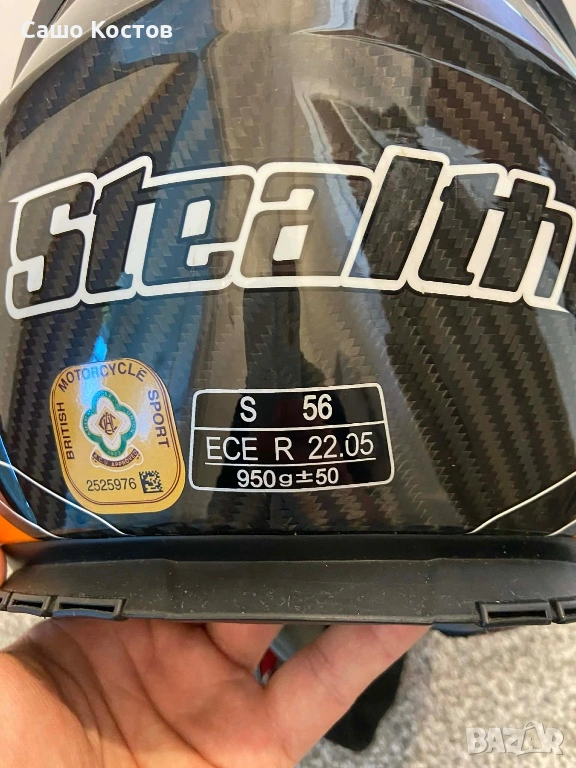 Сашо Костов
Stealth
BRITISH MOTORCYCLE SPORT
2525976
S 56
ECE R 22.05
950g±50
BAZAR